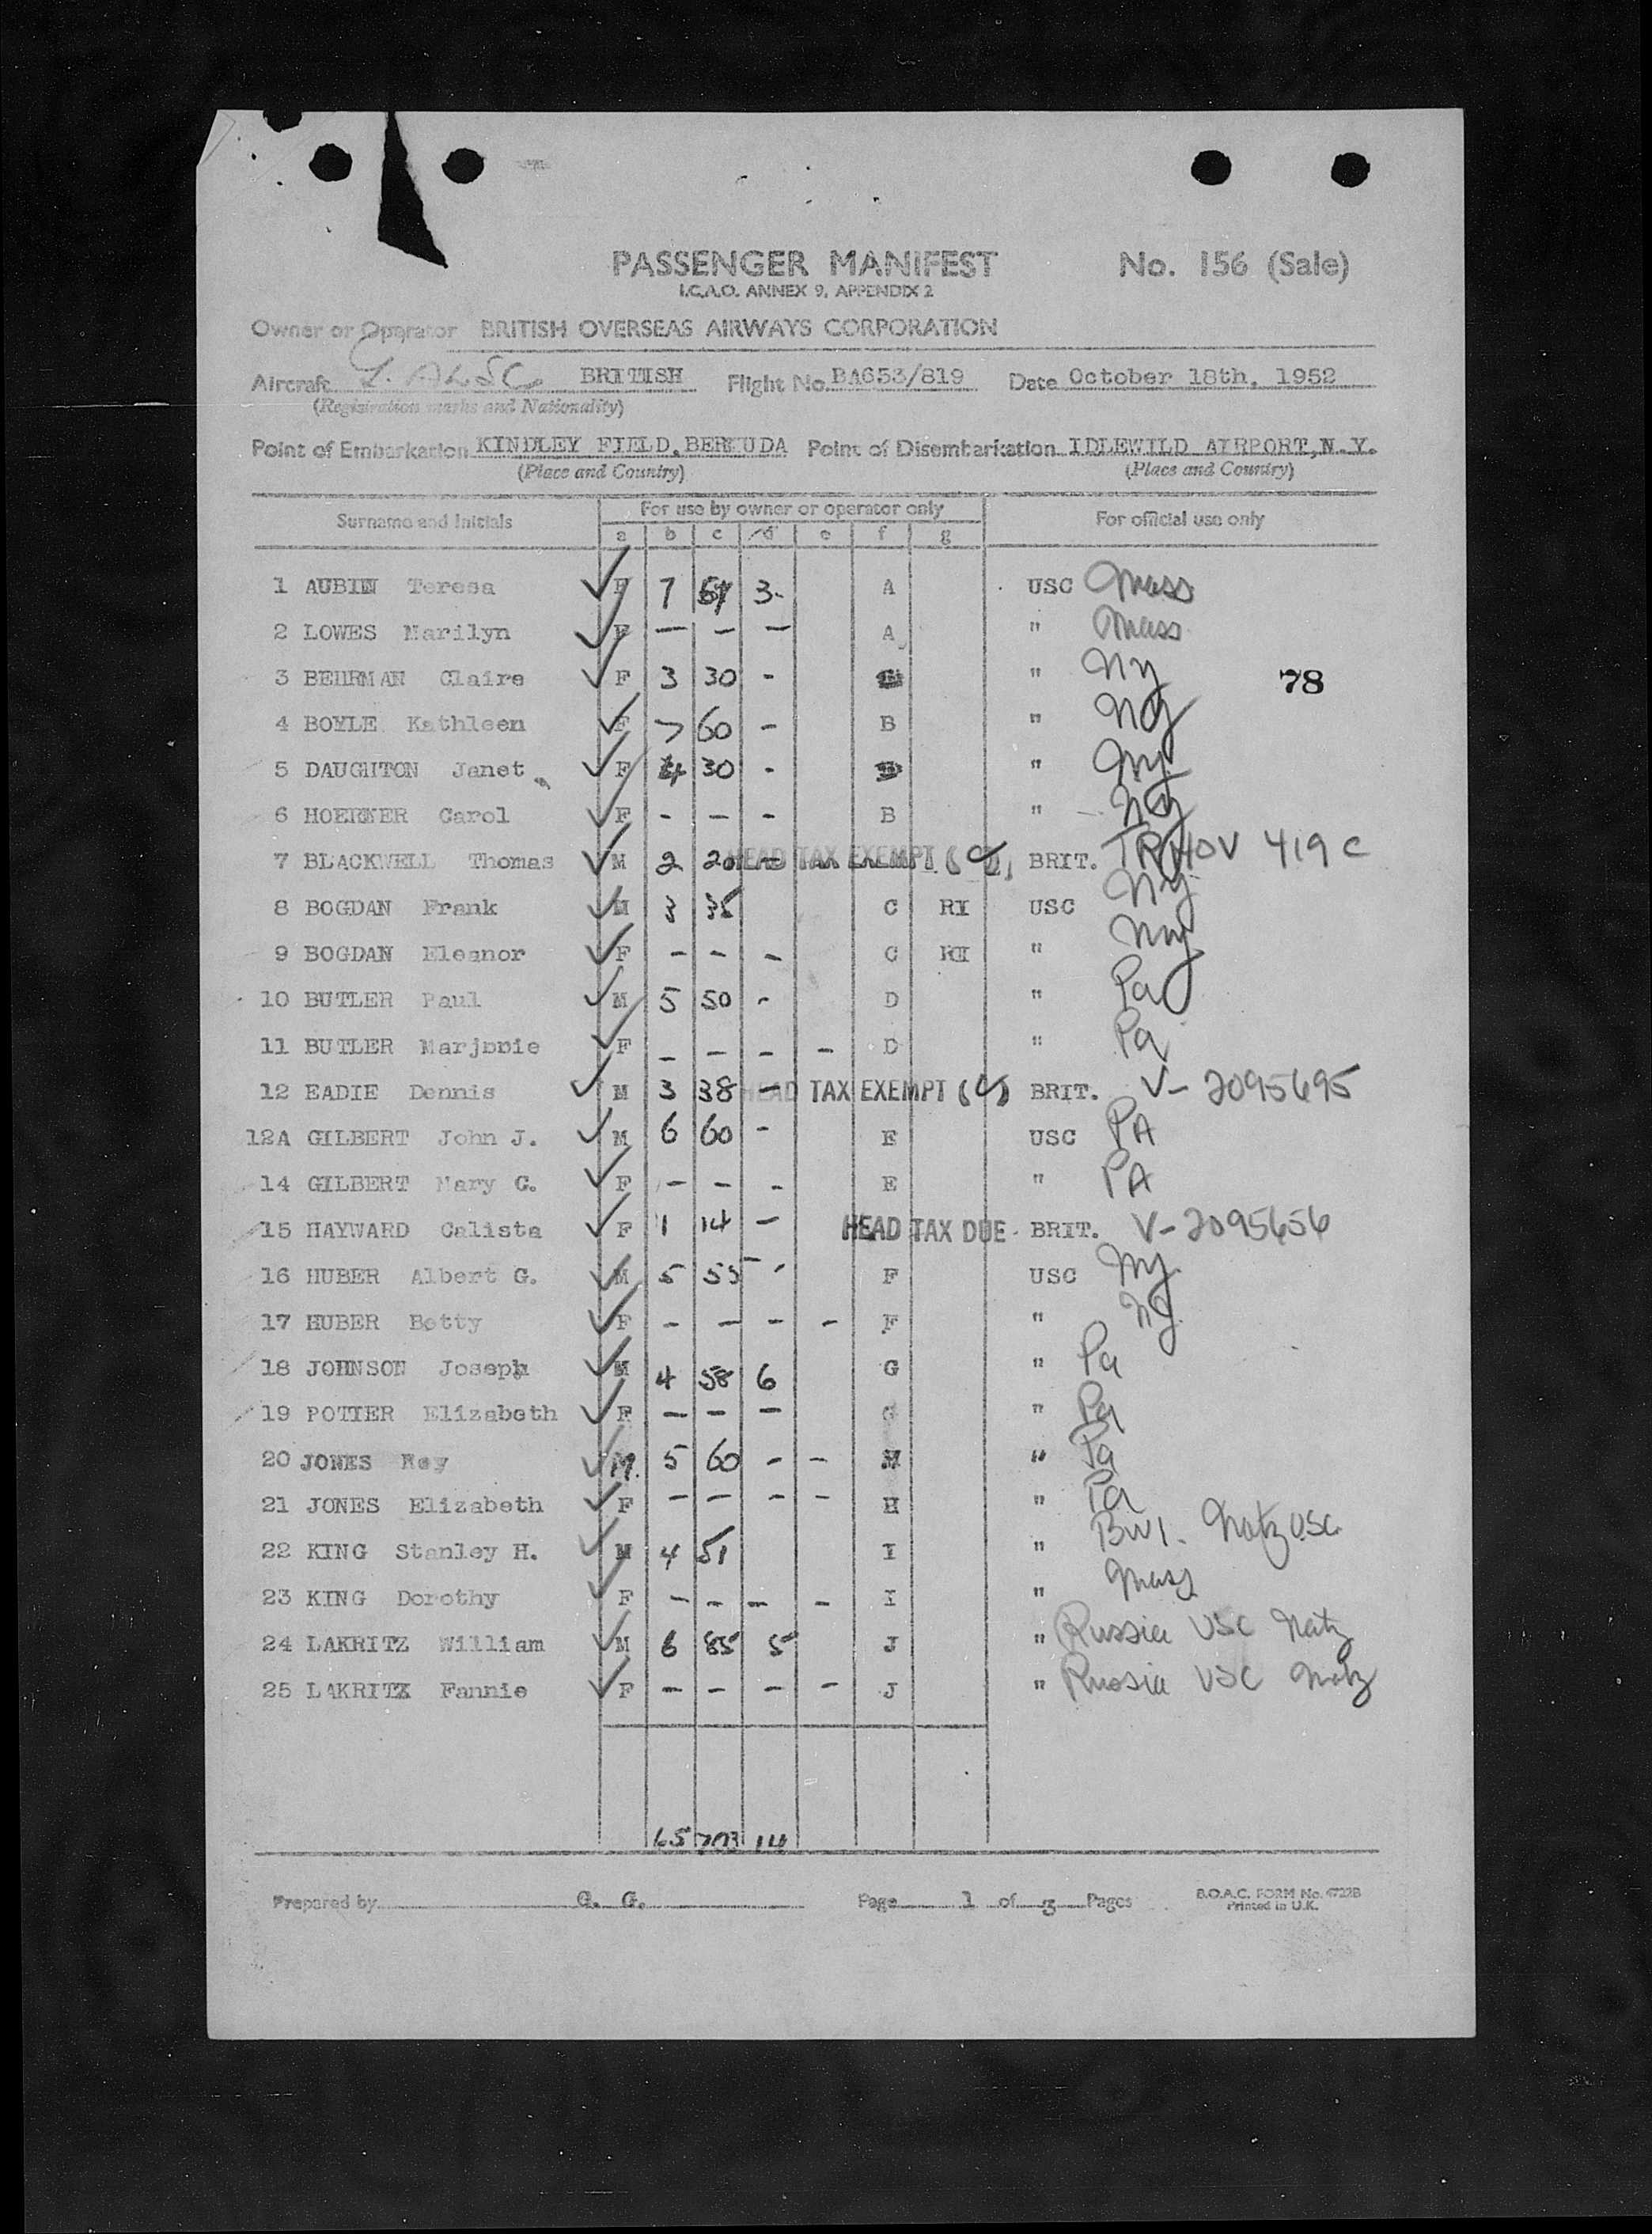 PASSENGER MANIFEST No. 156 (Sale)
I.C.A.O. ANNEX 9, APPENDIX 2
Owner or Operator BRITISH OVERSEAS AIRWAYS CORPORATION
Aircraft BRITISH Flight No. BA653/819 Date October 18th, 1952
(Registration marks and Nationality)
Point of Embarkation KINDLEY FIELD, BERMUDA Point of Disembarkation IDLEWILD AIRPORT, N.Y.
(Place and Country) (Place and Country)
Surname and Initials For use by owner or operator only For official use only
a b c d e f g
1 AUBIN Teresa F 7 3- A USC Mass
2 LOWES Marilyn F — — — A " Mass
3 BEHRMAN Claire F 3 30 - " NY
78
4 BOYLE Kathleen F 7 60 - B " NY
5 DAUGHTON Janet F 4 30 - " NY
6 HOERNER Carol F - - - B " NY
7 BLACKWELL Thomas M 2 20 HEAD TAX EXEMPT (C) BRIT. 419 C
8 BOGDAN Frank M 3 35 C RI USC NY
9 BOGDAN Eleanor F - - - C RI " NY
10 BUTLER Paul M 5 50 - D " Pa
11 BUTLER Marjorie F - - - - D " Pa
12 EADIE Dennis M 3 38 - HEAD TAX EXEMPT (C) BRIT. V-2095695
12A GILBERT John J. M 6 60 - E USC PA
14 GILBERT Mary C. F - - - E " PA
15 HAYWARD Calista F 1 14 - HEAD TAX DUE BRIT. V-2095656
16 HUBER Albert G. M 5 55 - F USC NY
17 HUBER Betty F - - - - F " NY
18 JOHNSON Joseph M 4 58 6 G " Pa
19 POTTER Elizabeth F — — — G " Pa
20 JONES Roy M. 5 60 - - H " Pa
21 JONES Elizabeth F - - - - H " Pa
22 KING Stanley H. M 4 51 I " BWI. Natz USC
23 KING Dorothy F - - - - I " Mass
24 LAKRITZ William M 6 85 5 J " Russia USC Natz
25 LAKRITZ Fannie F - - - - J " Russia USC Natz
65 703 14
Prepared by G. G. Page 1 of 3 Pages B.O.A.C. FORM No. 4722B
Printed in U.K.